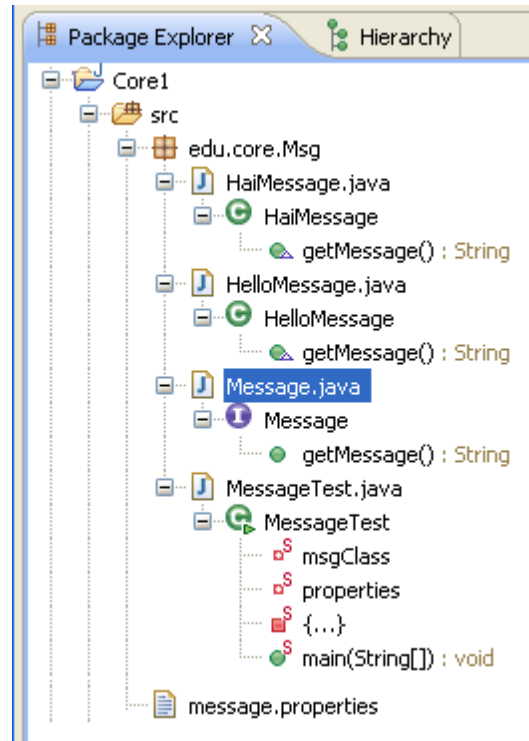 Package Explorer Hierarchy
Core1
src
edu.core.Msg
J HaiMessage.java
C HaiMessage
getMessage() : String
J HelloMessage.java
C HelloMessage
getMessage() : String
J Message.java
I Message
getMessage() : String
J MessageTest.java
C MessageTest
S msgClass
S properties
S {...}
S main(String[]) : void
message.properties